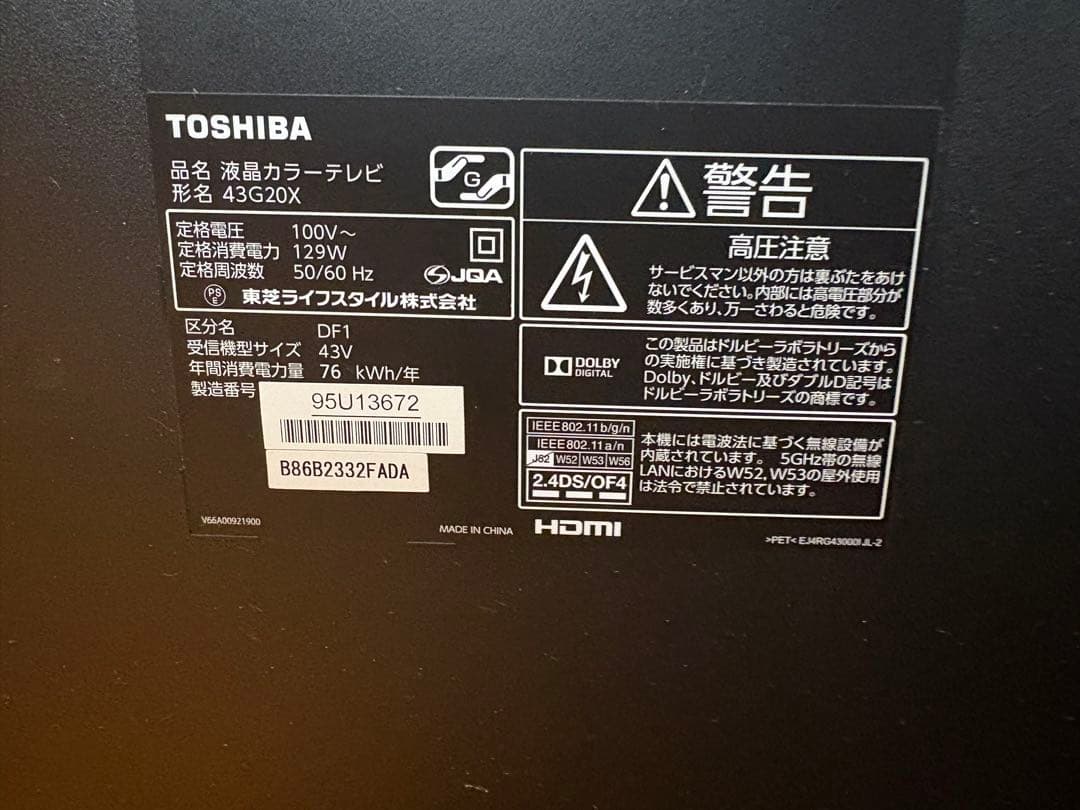 TOSHIBA
品名 液晶カラーテレビ
形名 43G20X
G
定格電圧 100V～
定格消費電力 129W
定格周波数 50/60 Hz
JQA
PS
E
東芝ライフスタイル株式会社
区分名 DF1
受信機型サイズ 43V
年間消費電力量 76 kWh/年
製造番号
95U13672
B86B2332FADA
V66A00921900
MADE IN CHINA
警告
高圧注意
サービスマン以外の方は裏ぶたをあけ
ないでください。内部には高電圧部分が
数多くあり、万一さわると危険です。
DOLBY
DIGITAL
この製品はドルビーラボラトリーズから
の実施権に基づき製造されています。
Dolby、ドルビー及びダブルD記号は
ドルビーラボラトリーズの商標です。
IEEE802.11b/g/n
IEEE802.11a/n
J52 W52 W53 W56
2.4DS/OF4
本機には電波法に基づく無線設備が
内蔵されています。 5GHz帯の無線
LANにおけるW52, W53の屋外使用
は法令で禁止されています。
HDMI
>PET< EJ4RG430001JL-2